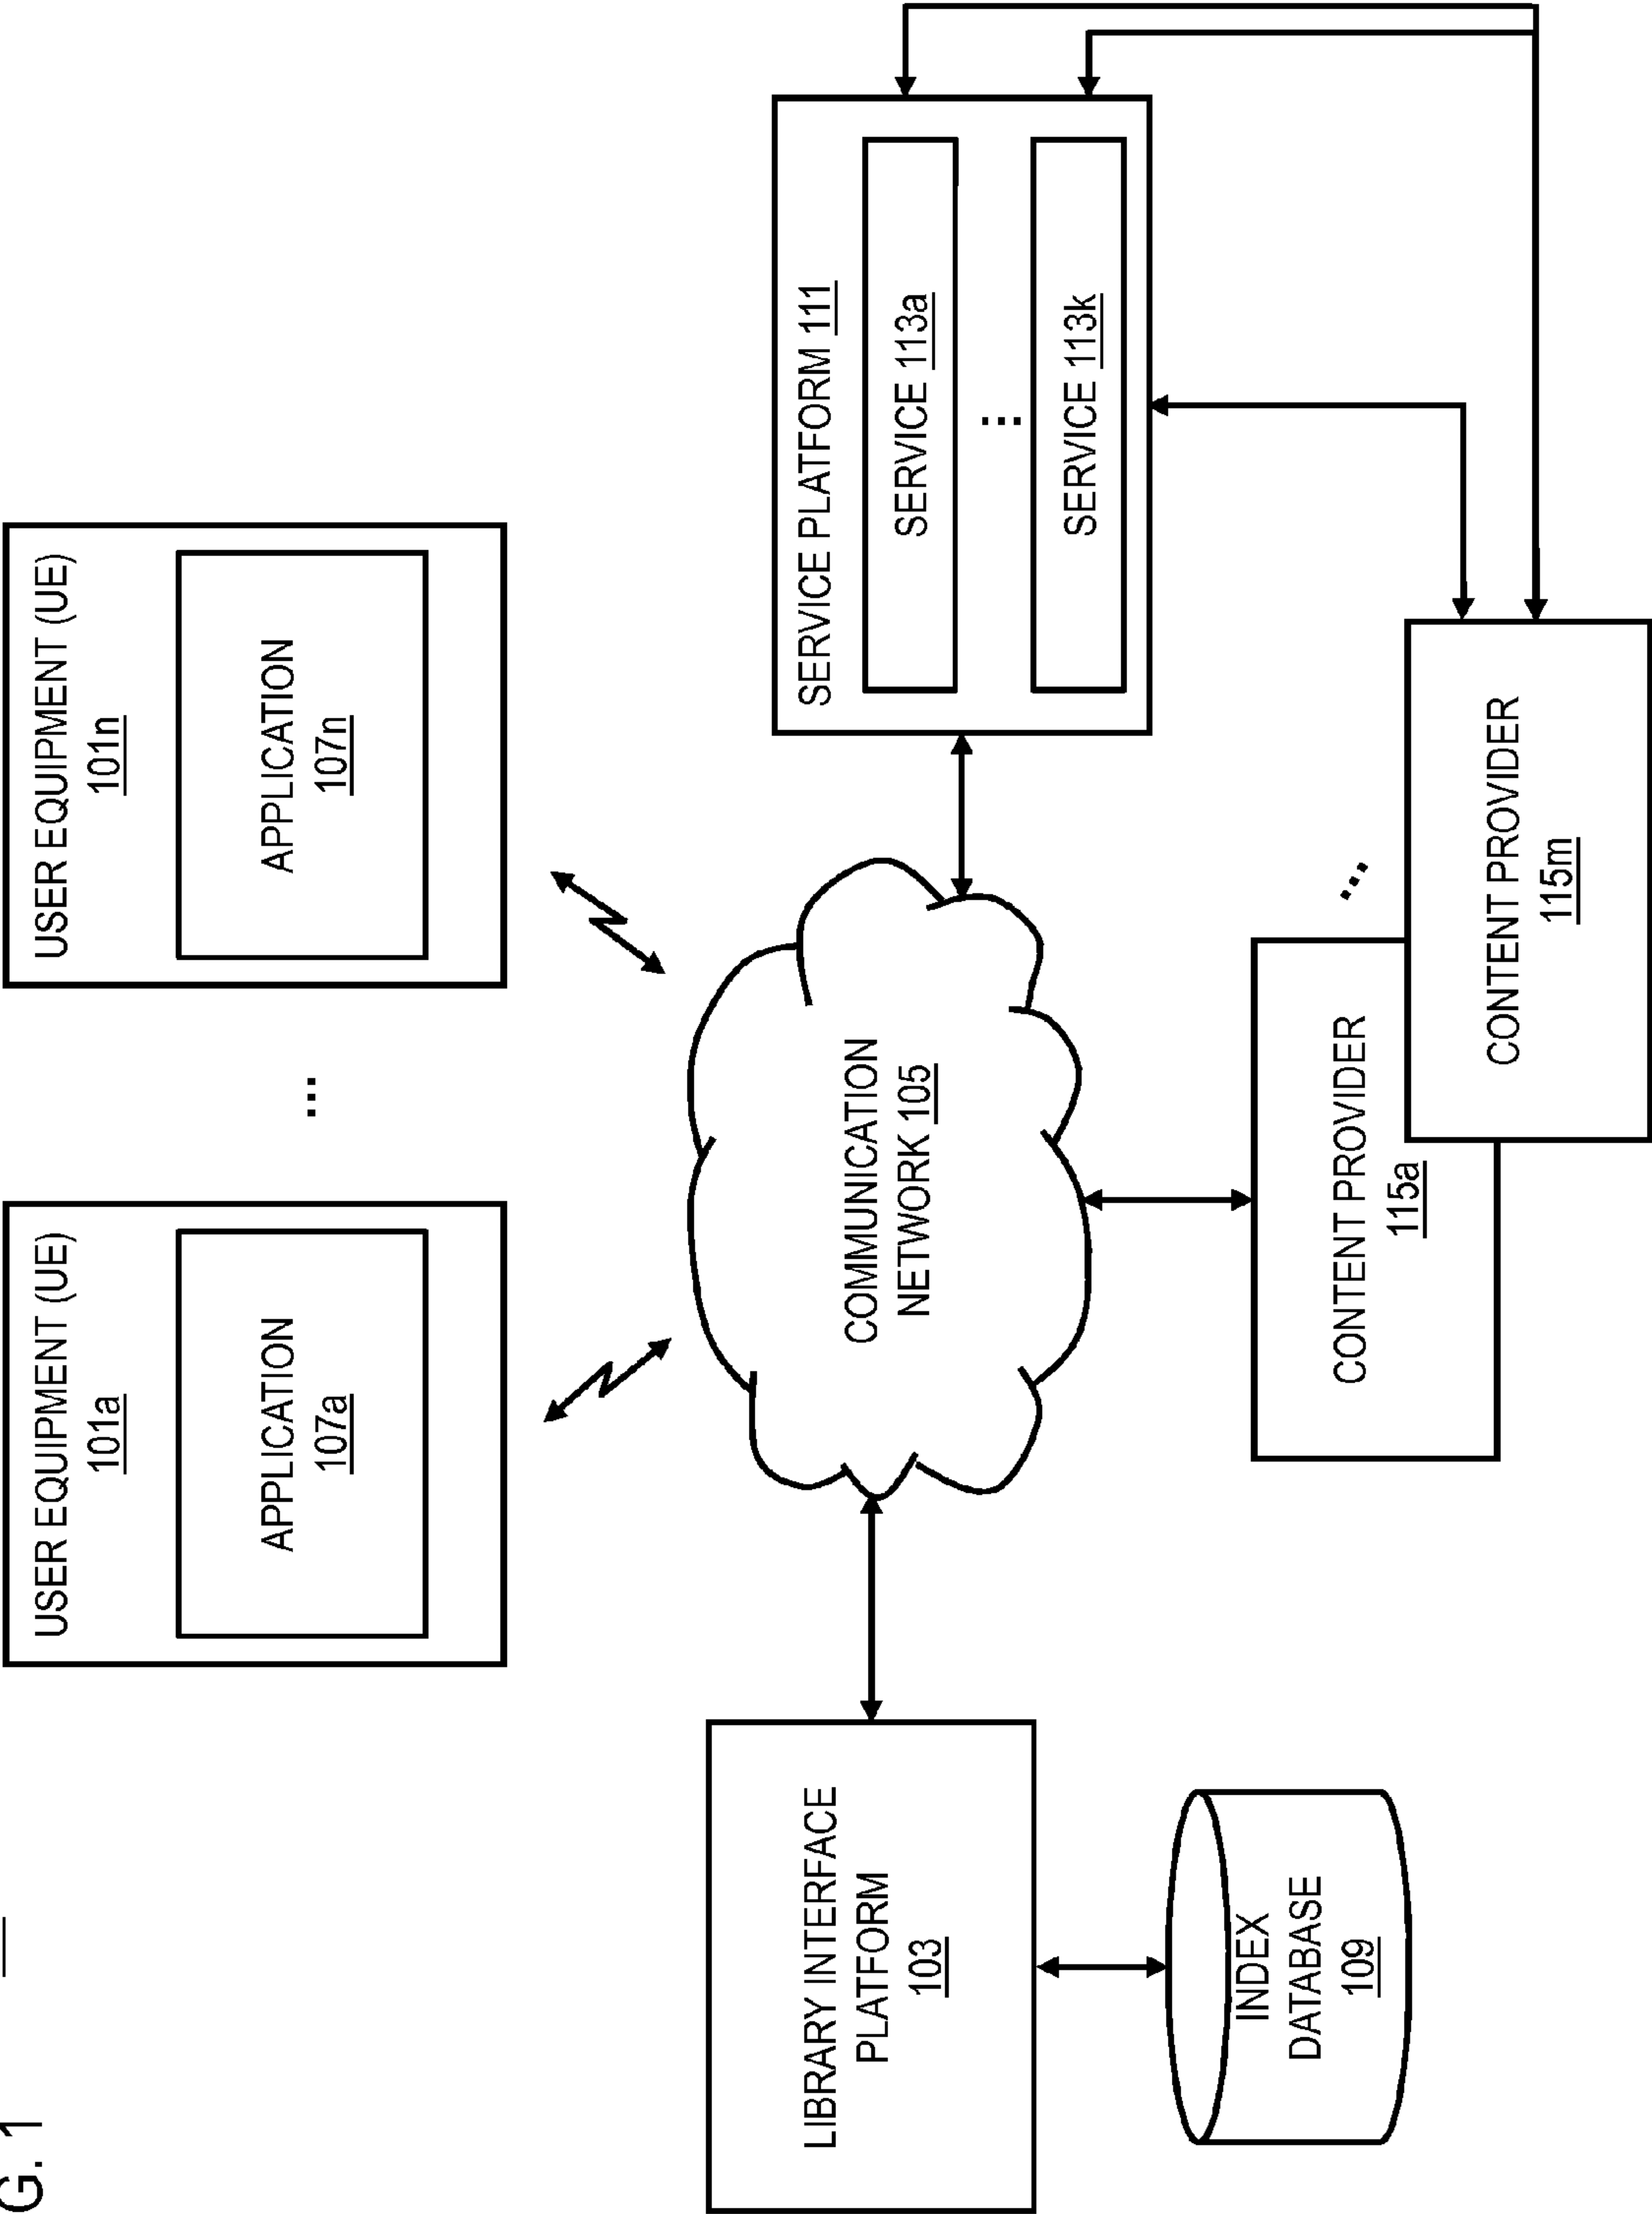 USER EQUIPMENT (UE)
101a
APPLICATION
107a
...
USER EQUIPMENT (UE)
101n
APPLICATION
107n
LIBRARY INTERFACE
PLATFORM
103
INDEX
DATABASE
109
COMMUNICATION
NETWORK 105
SERVICE PLATFORM 111
SERVICE 113a
...
SERVICE 113k
CONTENT PROVIDER
115a
...
CONTENT PROVIDER
115m
G. 1